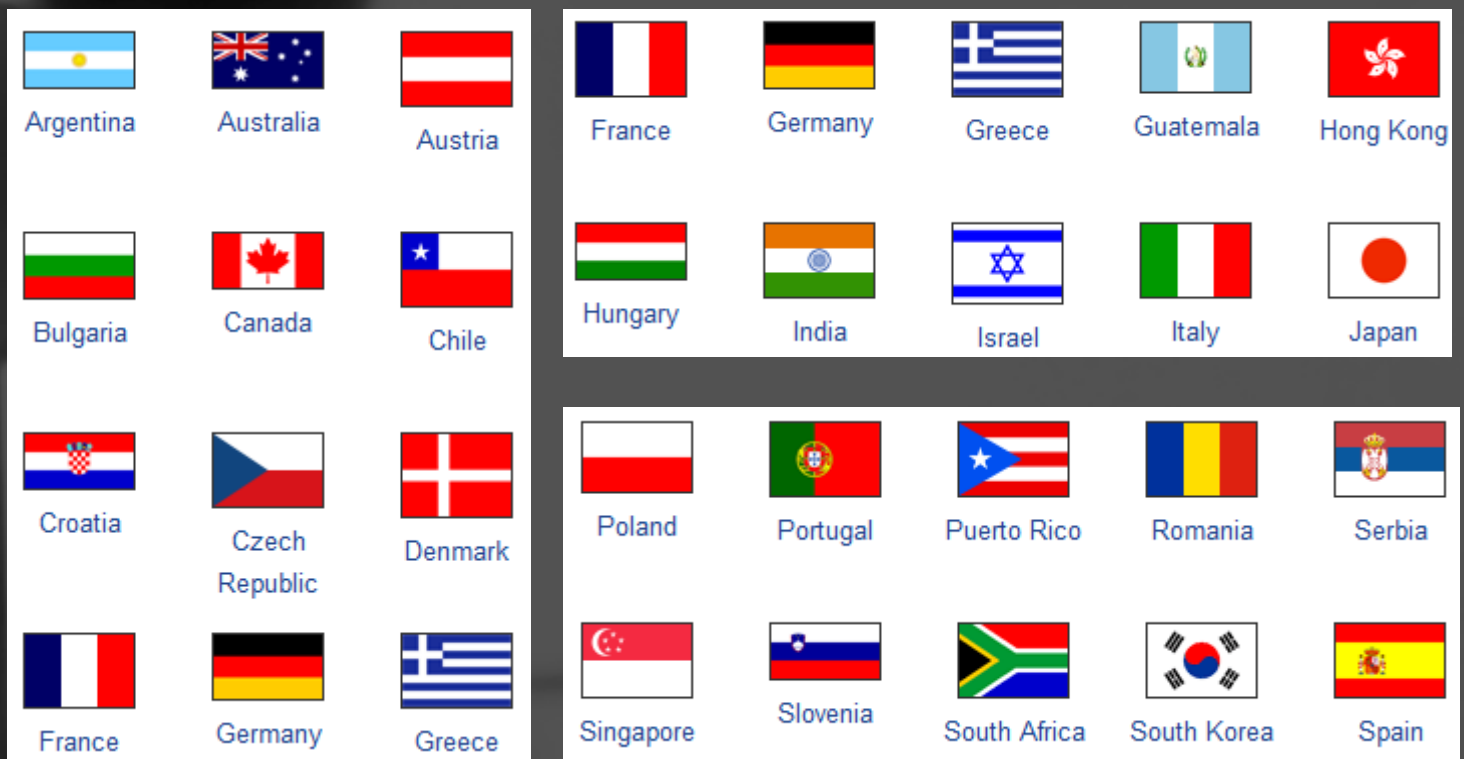 Argentina
Australia
Austria
Bulgaria
Canada
Chile
Croatia
Czech
Republic
Denmark
France
Germany
Greece
France
Germany
Greece
Guatemala
Hong Kong
Hungary
India
Israel
Italy
Japan
Poland
Portugal
Puerto Rico
Romania
Serbia
Singapore
Slovenia
South Africa
South Korea
Spain